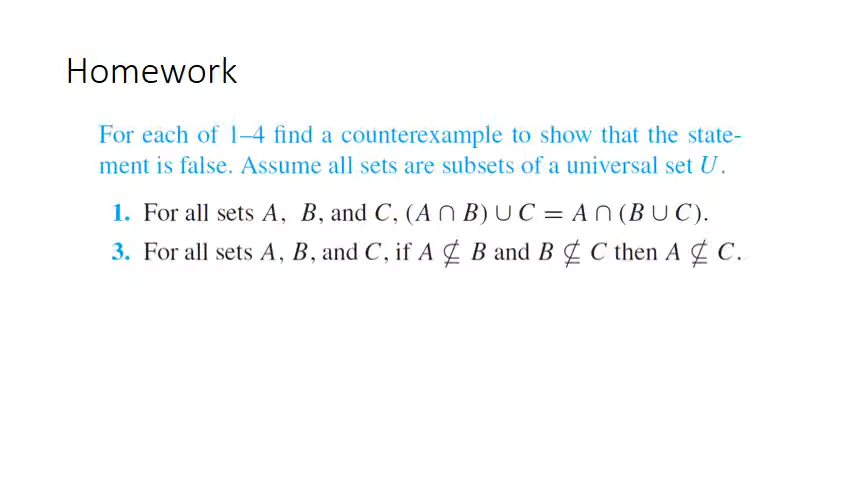 Homework
For each of 1–4 find a counterexample to show that the state-
ment is false. Assume all sets are subsets of a universal set U.
1. For all sets A, B, and C, (A ∩ B) ∪ C = A ∩ (B ∪ C).
3. For all sets A, B, and C, if A ⊈ B and B ⊈ C then A ⊈ C.